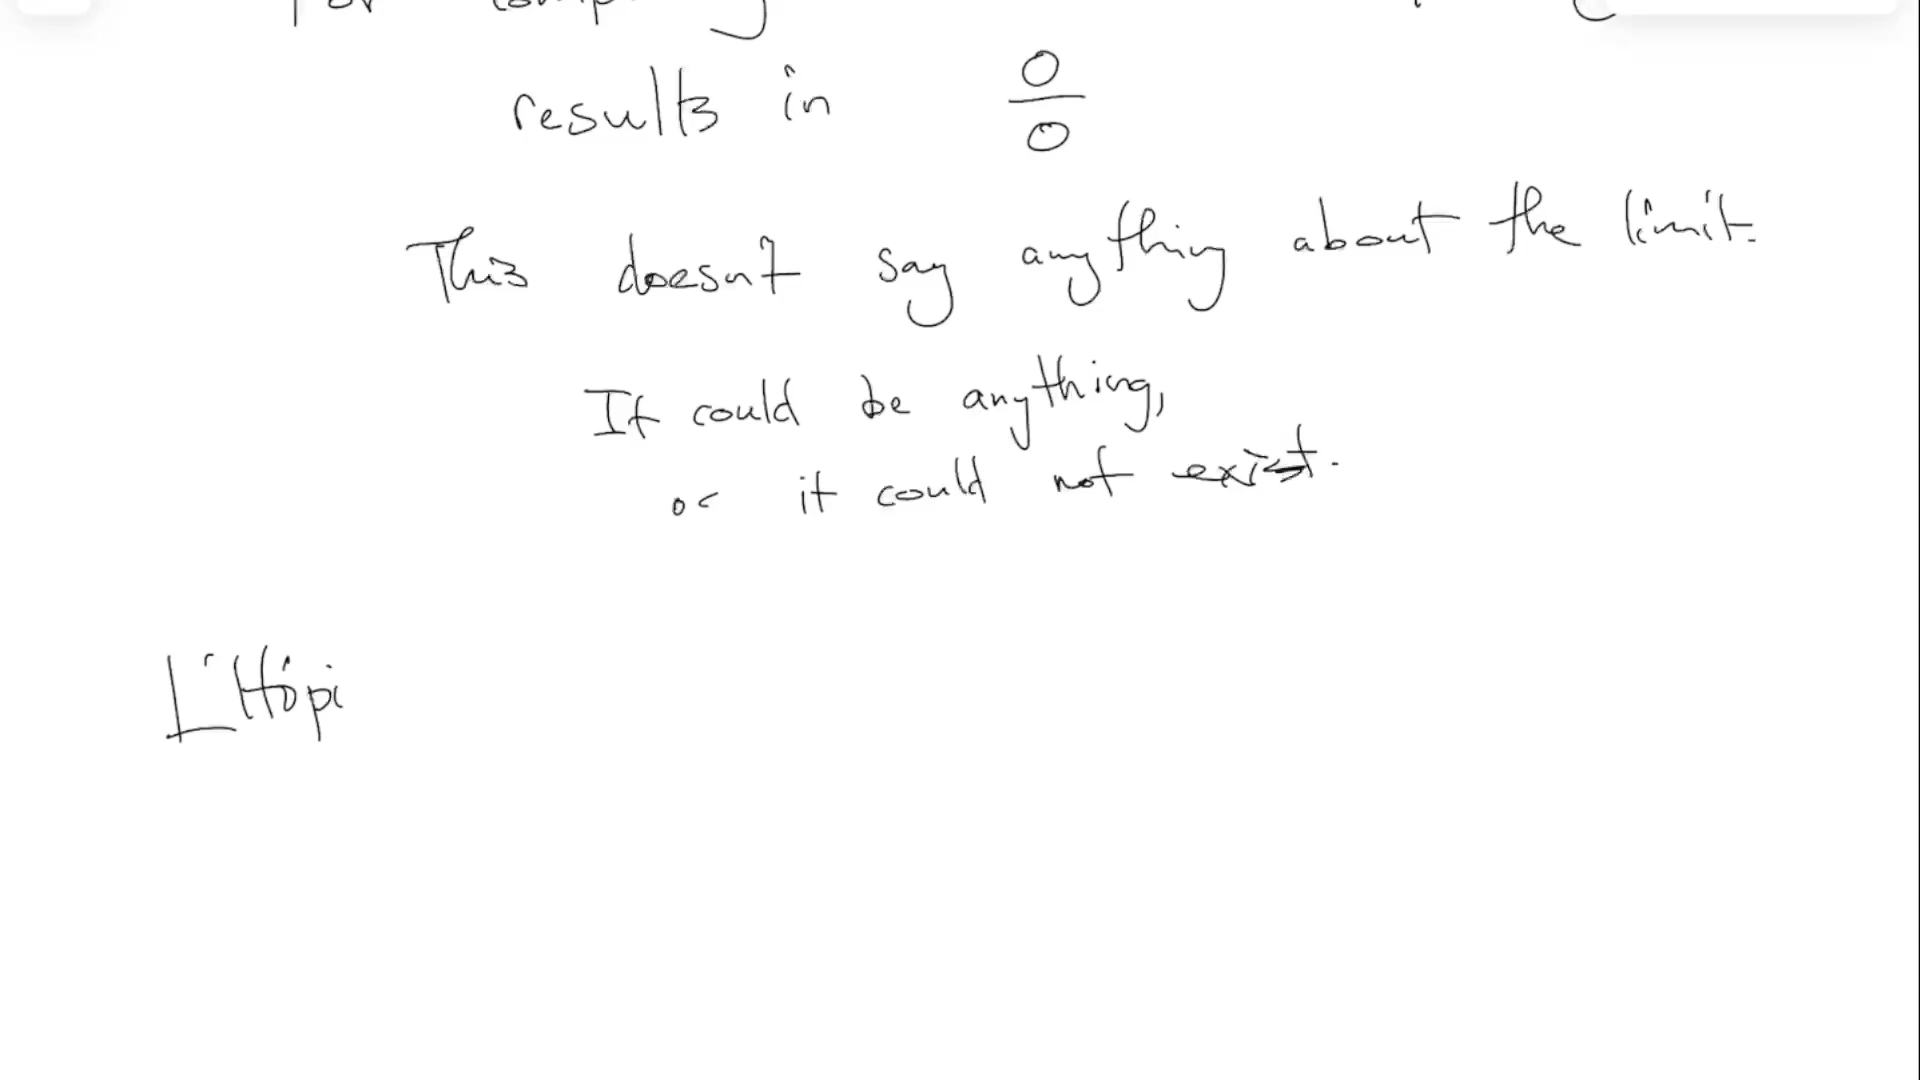 results in 0/0
This doesn't say anything about the limit.
It could be anything,
or it could not exist.
L'Hôpi